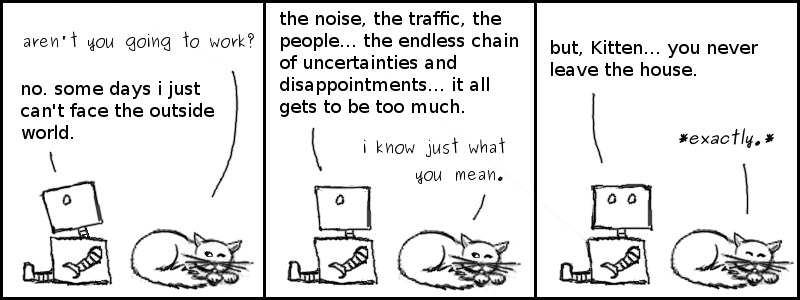 aren't you going to work?
no. some days i just
can't face the outside
world.
the noise, the traffic, the
people... the endless chain
of uncertainties and
disappointments... it all
gets to be too much.
i know just what
you mean.
but, Kitten... you never
leave the house.
*exactly.*